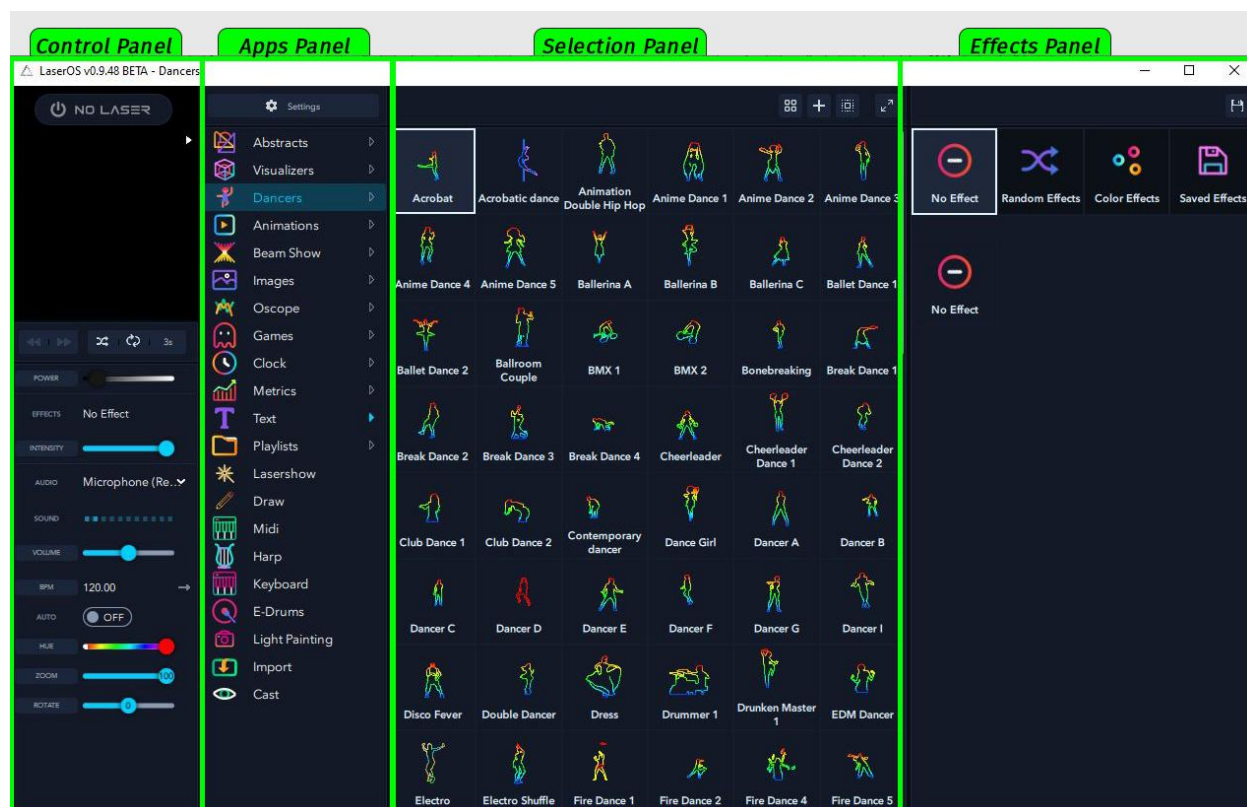 Control Panel
Apps Panel
Selection Panel
Effects Panel
LaserOS v0.9.48 BETA - Dancers
NO LASER
3s
POWER
EFFECTS No Effect
INTENSITY
AUDIO Microphone (Re..
SOUND
VOLUME
BPM 120.00
AUTO OFF
HUE
ZOOM 100
ROTATE 0
Settings
Abstracts
Visualizers
Dancers
Animations
Beam Show
Images
Oscope
Games
Clock
Metrics
Text
Playlists
Lasershow
Draw
Midi
Harp
Keyboard
E-Drums
Light Painting
Import
Cast
Acrobat
Acrobatic dance
Animation
Double Hip Hop
Anime Dance 1
Anime Dance 2
Anime Dance 3
Anime Dance 4
Anime Dance 5
Ballerina A
Ballerina B
Ballerina C
Ballet Dance 1
Ballet Dance 2
Ballroom
Couple
BMX 1
BMX 2
Bonebreaking
Break Dance 1
Break Dance 2
Break Dance 3
Break Dance 4
Cheerleader
Cheerleader
Dance 1
Cheerleader
Dance 2
Club Dance 1
Club Dance 2
Contemporary
dancer
Dance Girl
Dancer A
Dancer B
Dancer C
Dancer D
Dancer E
Dancer F
Dancer G
Dancer I
Disco Fever
Double Dancer
Dress
Drummer 1
Drunken Master
1
EDM Dancer
Electro
Electro Shuffle
Fire Dance 1
Fire Dance 2
Fire Dance 4
Fire Dance 5
No Effect
Random Effects
Color Effects
Saved Effects
No Effect